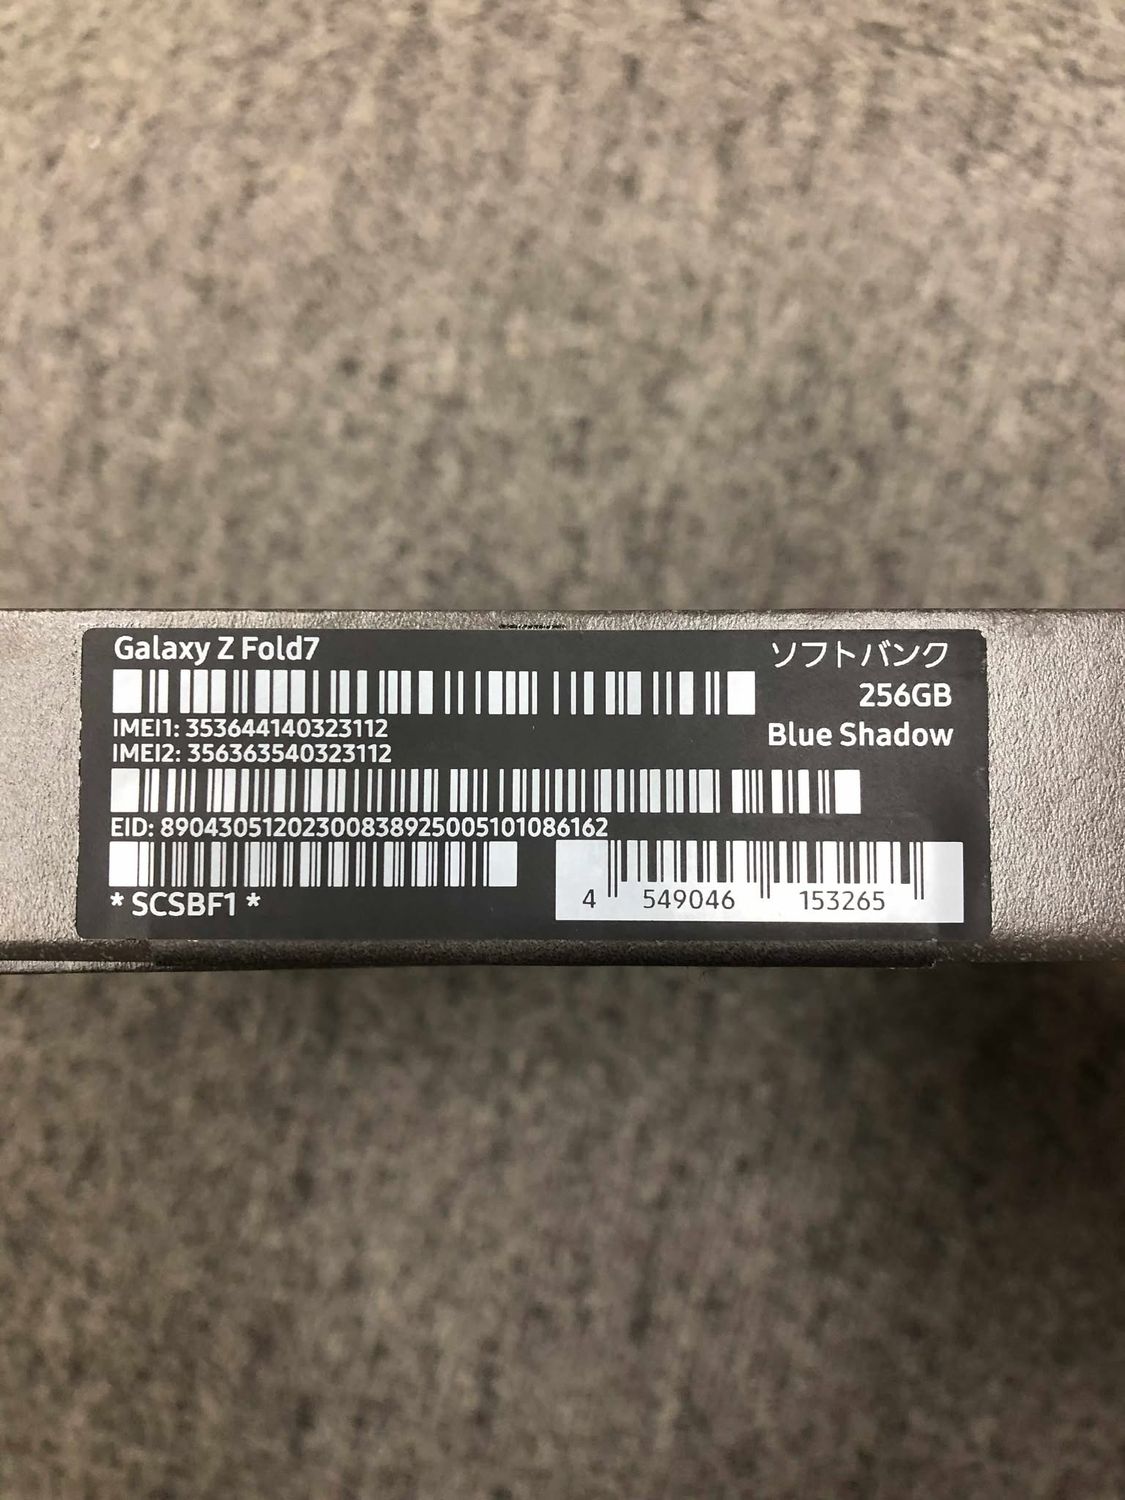 Galaxy Z Fold7
ソフトバンク
256GB
Blue Shadow
IMEI1: 353644140323112
IMEI2: 356363540323112
EID: 89043051202300838925005101086162
* SCSBF1 *
4 549046 153265